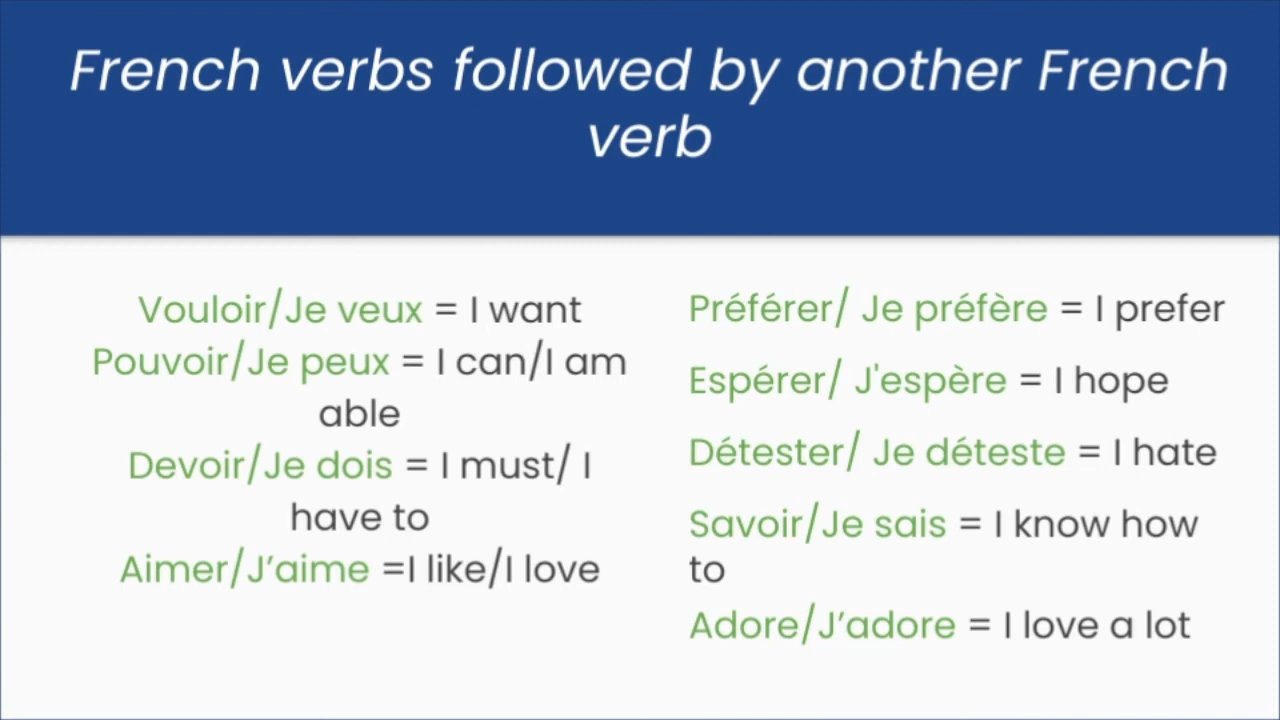 French verbs followed by another French
verb
Vouloir/Je veux = I want
Pouvoir/Je peux = I can/I am
able
Devoir/Je dois = I must/ I
have to
Aimer/J’aime =I like/I love
Préférer/ Je préfère = I prefer
Espérer/ J'espère = I hope
Détester/ Je déteste = I hate
Savoir/Je sais = I know how
to
Adore/J’adore = I love a lot